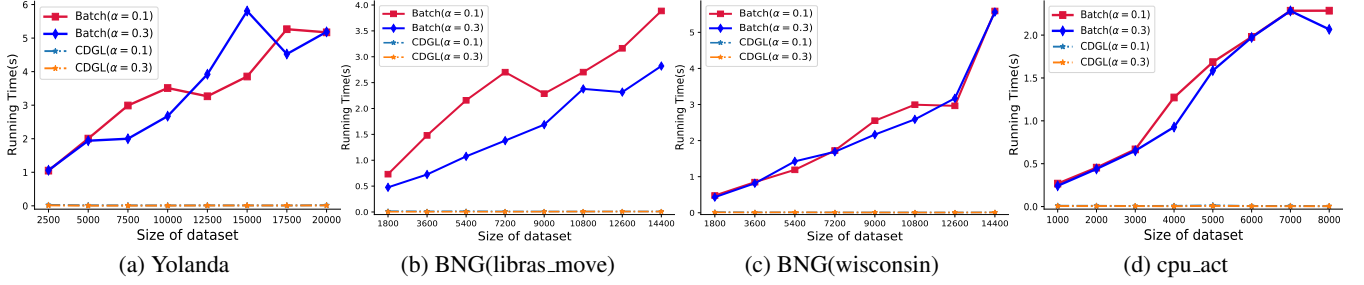 Running Time(s)
6
5
4
3
2
1
0
Batch(α = 0.1)
Batch(α = 0.3)
CDGL(α = 0.1)
CDGL(α = 0.3)
2500 5000 7500 10000 12500 15000 17500 20000
Size of dataset
(a) Yolanda
Running Time(s)
4.0
3.5
3.0
2.5
2.0
1.5
1.0
0.5
0.0
Batch(α = 0.1)
Batch(α = 0.3)
CDGL(α = 0.1)
CDGL(α = 0.3)
1800 3600 5400 7200 9000 10800 12600 14400
Size of dataset
(b) BNG(libras_move)
Running Time(s)
5
4
3
2
1
0
Batch(α = 0.1)
Batch(α = 0.3)
CDGL(α = 0.1)
CDGL(α = 0.3)
1800 3600 5400 7200 9000 10800 12600 14400
Size of dataset
(c) BNG(wisconsin)
Running Time(s)
2.0
1.5
1.0
0.5
0.0
Batch(α = 0.1)
Batch(α = 0.3)
CDGL(α = 0.1)
CDGL(α = 0.3)
1000 2000 3000 4000 5000 6000 7000 8000
Size of dataset
(d) cpu_act